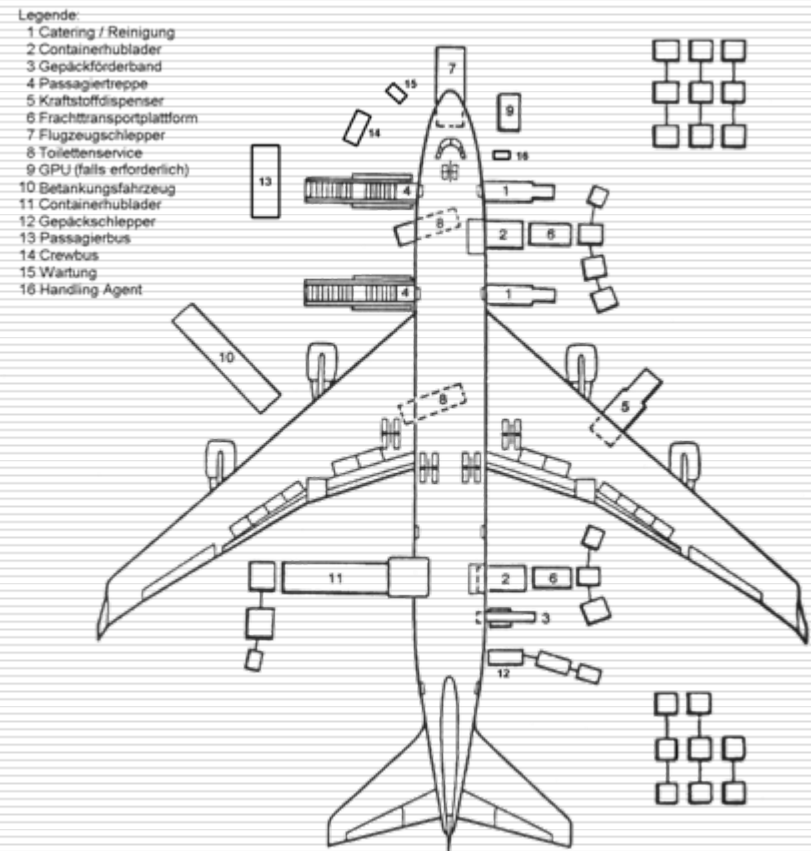 Legende:
1 Catering / Reinigung
2 Containerhublader
3 Gepäckförderband
4 Passagiertreppe
5 Kraftstoffdispenser
6 Frachttransportplattform
7 Flugzeugschlepper
8 Toilettenservice
9 GPU (falls erforderlich)
10 Betankungsfahrzeug
11 Containerhublader
12 Gepäckschlepper
13 Passagierbus
14 Crewbus
15 Wartung
16 Handling Agent
7
15
9
14
16
13
4
1
8
2
6
4
1
10
8
5
11
2
6
3
12